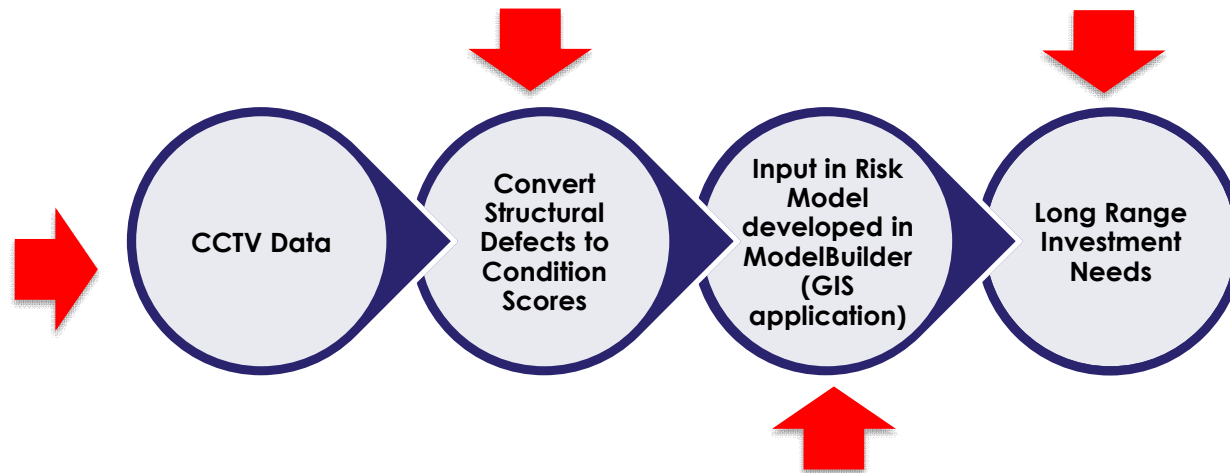 CCTV Data
Convert
Structural
Defects to
Condition
Scores
Input in Risk
Model
developed in
ModelBuilder
(GIS
application)
Long Range
Investment
Needs